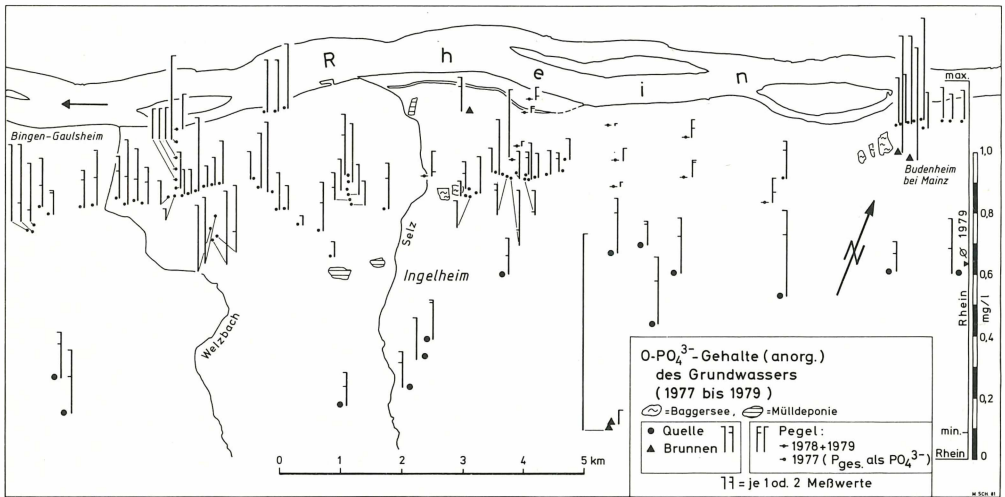 R h e i n
Bingen-Gaulsheim
Budenheim
bei Mainz
Welzbach
Selz
Ingelheim
max.
1,0
0,8
0,6
0,4
0,2
0
mg/l
Rhein ▾ Ø 1979
min.
Rhein
0 1 2 3 4 5 km
O-PO₄³⁻-Gehalte (anorg.)
des Grundwassers
(1977 bis 1979)
=Baggersee, =Mülldeponie
Quelle
Brunnen
Pegel:
1978+1979
1977 (Pges. als PO₄³⁻)
=je 1 od. 2 Meßwerte
M SCH. 81